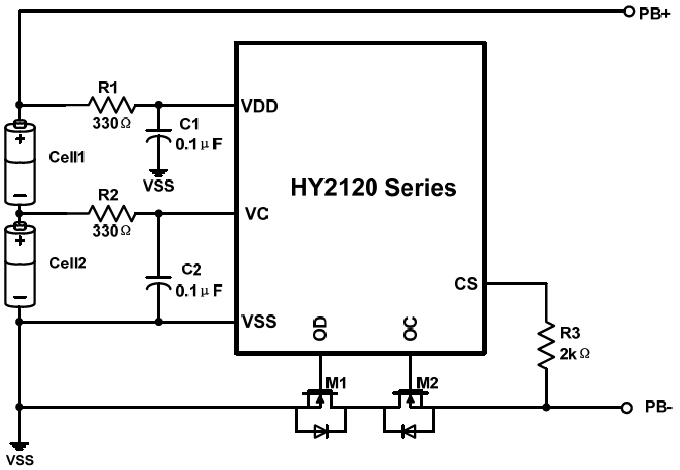 PB+
R1
330Ω
C1
0.1μF
VSS
VDD
+
Cell1
−
HY2120 Series
R2
330Ω
VC
+
Cell2
−
C2
0.1μF
CS
VSS
OD
OC
R3
2kΩ
M1
M2
PB-
VSS